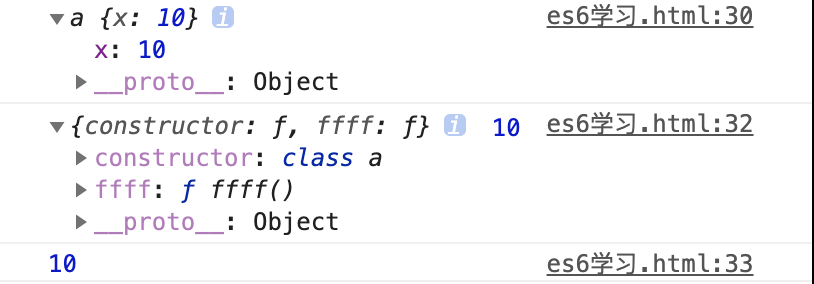 ▼a {x: 10} i es6学习.html:30
x: 10
▶__proto__: Object
▼{constructor: ƒ, ffff: ƒ} i 10 es6学习.html:32
▶constructor: class a
▶ffff: ƒ ffff()
▶__proto__: Object
10 es6学习.html:33